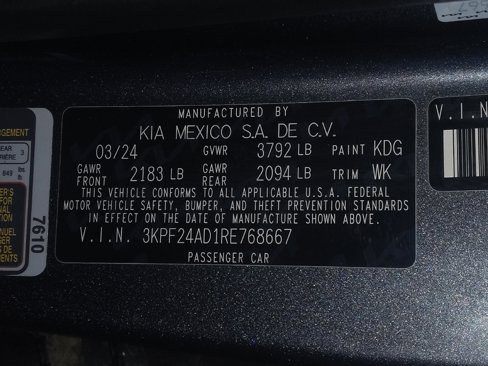 MANUFACTURED BY
KIA MEXICO S.A. DE C.V.
03/24 GVWR 3792 LB PAINT KDG
GAWR FRONT 2183 LB GAWR REAR 2094 LB TRIM WK
THIS VEHICLE CONFORMS TO ALL APPLICABLE U.S.A. FEDERAL
MOTOR VEHICLE SAFETY, BUMPER, AND THEFT PREVENTION STANDARDS
IN EFFECT ON THE DATE OF MANUFACTURE SHOWN ABOVE.
V.I.N. 3KPF24AD1RE768667
PASSENGER CAR
7610
V.I.N